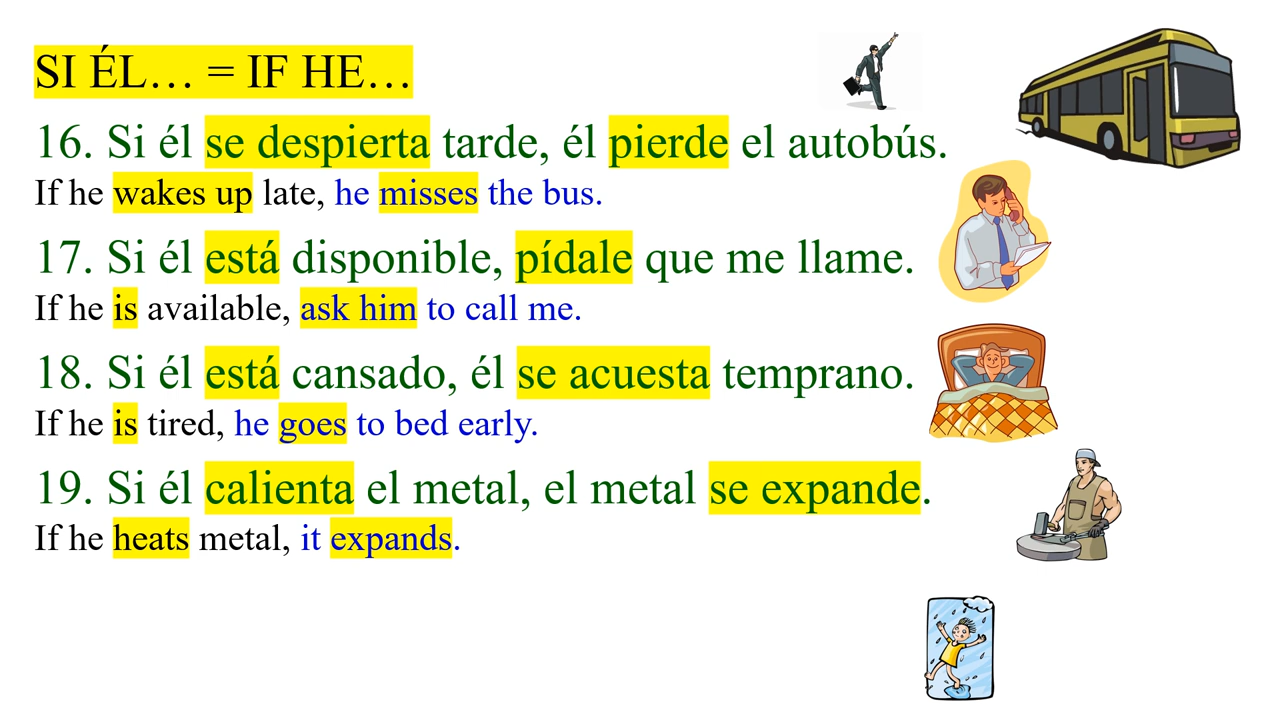 SI ÉL… = IF HE…
16. Si él se despierta tarde, él pierde el autobús.
If he wakes up late, he misses the bus.
17. Si él está disponible, pídale que me llame.
If he is available, ask him to call me.
18. Si él está cansado, él se acuesta temprano.
If he is tired, he goes to bed early.
19. Si él calienta el metal, el metal se expande.
If he heats metal, it expands.